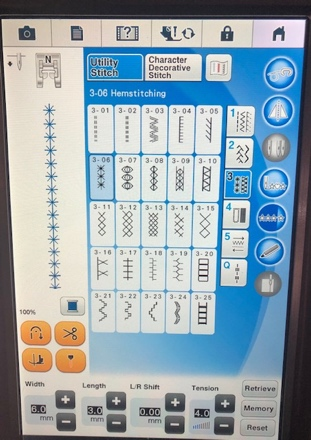 N
Utility
Stitch
Character
Decorative
Stitch
3-06 Hemstitching
3-01 3-02 3-03 3-04 3-05
1
3-06 3-07 3-08 3-09 3-10
2
3
3-11 3-12 3-13 3-14 3-15
4
5
3-16 3-17 3-18 3-19 3-20
Q
3-21 3-22 3-23 3-24 3-25
100%
Width Length L/R Shift Tension
6.0 mm + − 3.0 mm + − 0.00 mm + − 4.0 + −
Retrieve
Memory
Reset